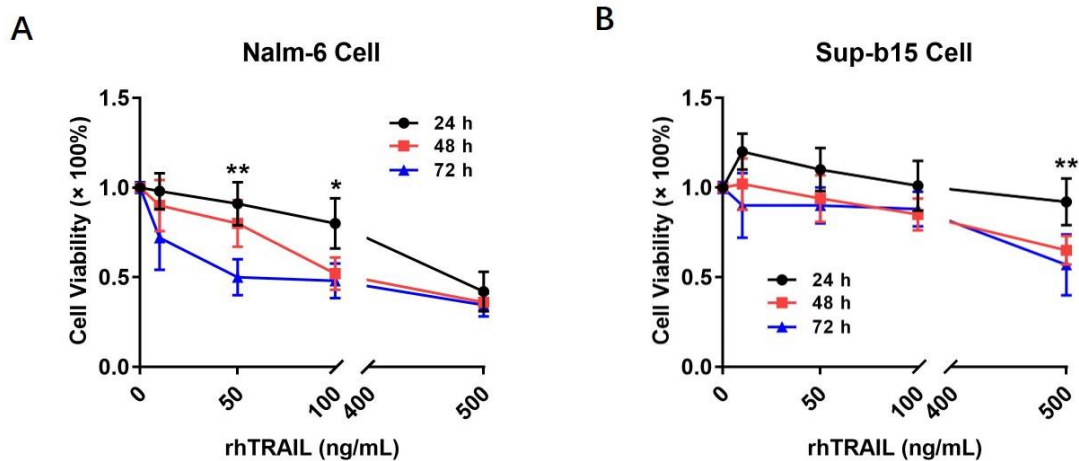 A
Nalm-6 Cell
Cell Viability (× 100%)
1.5
1.0
0.5
0.0
24 h
48 h
72 h
**
*
0
50
100
400
500
rhTRAIL (ng/mL)
B
Sup-b15 Cell
Cell Viability (× 100%)
1.5
1.0
0.5
0.0
**
24 h
48 h
72 h
0
50
100
400
500
rhTRAIL (ng/mL)